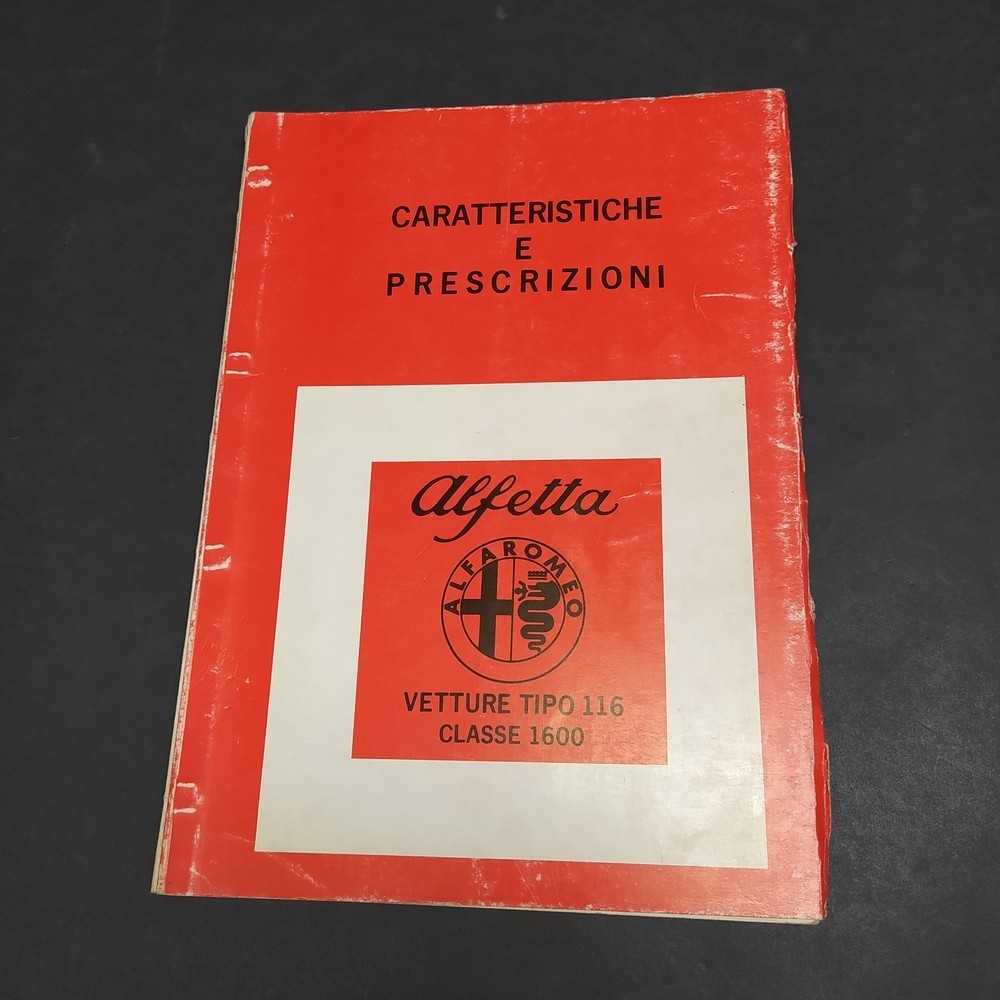 CARATTERISTICHE
E
PRESCRIZIONI
alfetta
ALFA ROMEO
VETTURE TIPO 116
CLASSE 1600